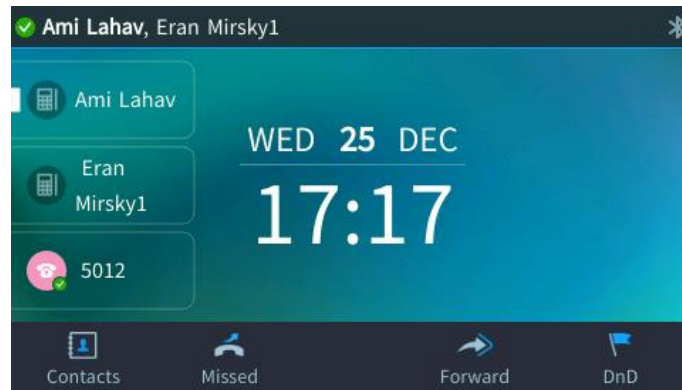 Ami Lahav, Eran Mirsky1
Ami Lahav
Eran
Mirsky1
5012
WED 25 DEC
17:17
Contacts
Missed
Forward
DnD